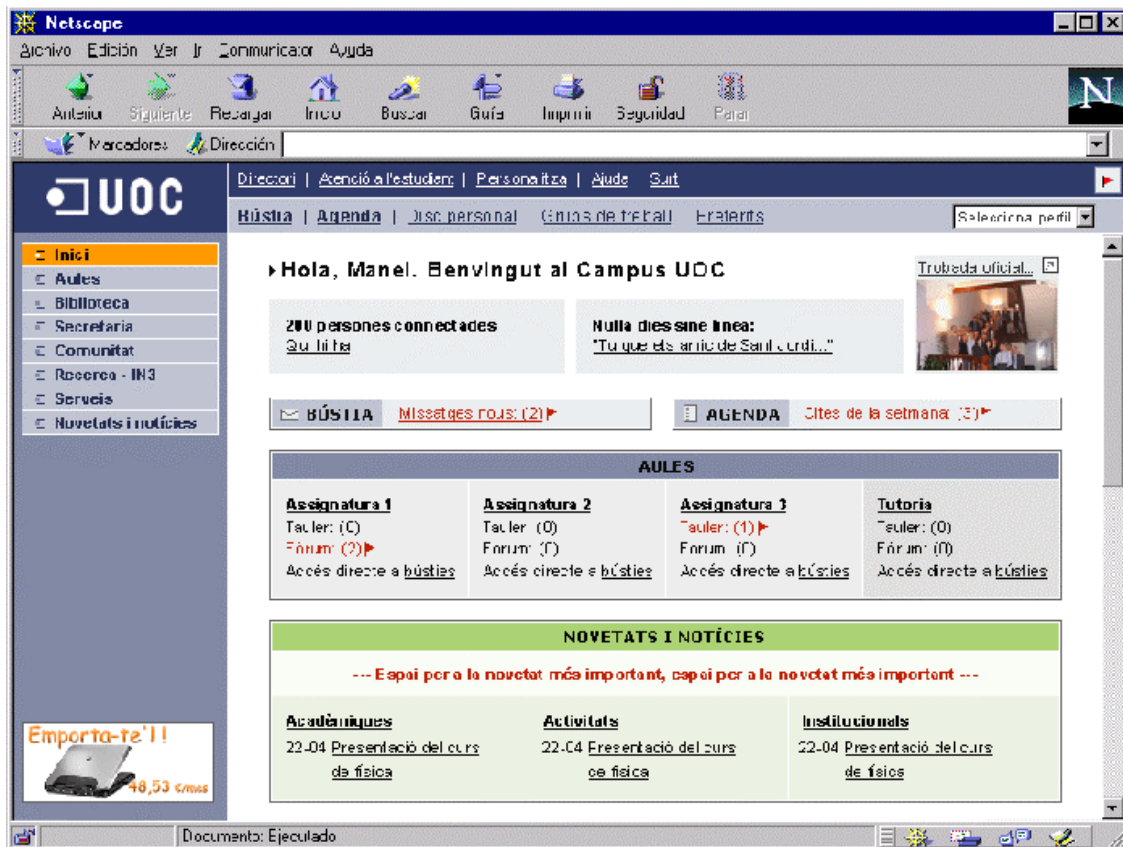 Netscape
Archivo Edición Ver Ir Communicator Ayuda
Anterior Siguiente Recargar Inicio Buscar Guía Imprimir Seguridad Parar
N
Marcadores Dirección
UOC
Directori | Atenció a l'estudiant | Personalitza | Ajuda Surt
Bústia | Agenda | Disc personal Grups de treball Preferits
Selecciona perfil
Inici
Aules
Biblioteca
Secretaria
Comunitat
Recerca - IN3
Serveis
Novetats i notícies
Hola, Manel. Benvingut al Campus UOC
Trobada oficial...
200 persones connectades
Qui hi ha
Nulla dies sine linea:
"Tu que ets amic de Sant Jordi..."
BÚSTIA Missatges nous: (2)
AGENDA Cites de la setmana: (3)
AULES
Assignatura 1
Tauler: (0)
Fòrum: (2)
Accés directe a bústies
Assignatura 2
Tauler: (0)
Fòrum: (0)
Accés directe a bústies
Assignatura 3
Tauler: (1)
Fòrum: (0)
Accés directe a bústies
Tutoria
Tauler: (0)
Fòrum: (0)
Accés directe a bústies
NOVETATS I NOTÍCIES
--- Espai per a la novetat més important, espai per a la novetat més important ---
Acadèmiques
22-04 Presentació del curs
de física
Activitats
22-04 Presentació del curs
de física
Institucionals
22-04 Presentació del curs
de física
Emporta-te'l!
48,53 €/mes
Documento: Ejecutado